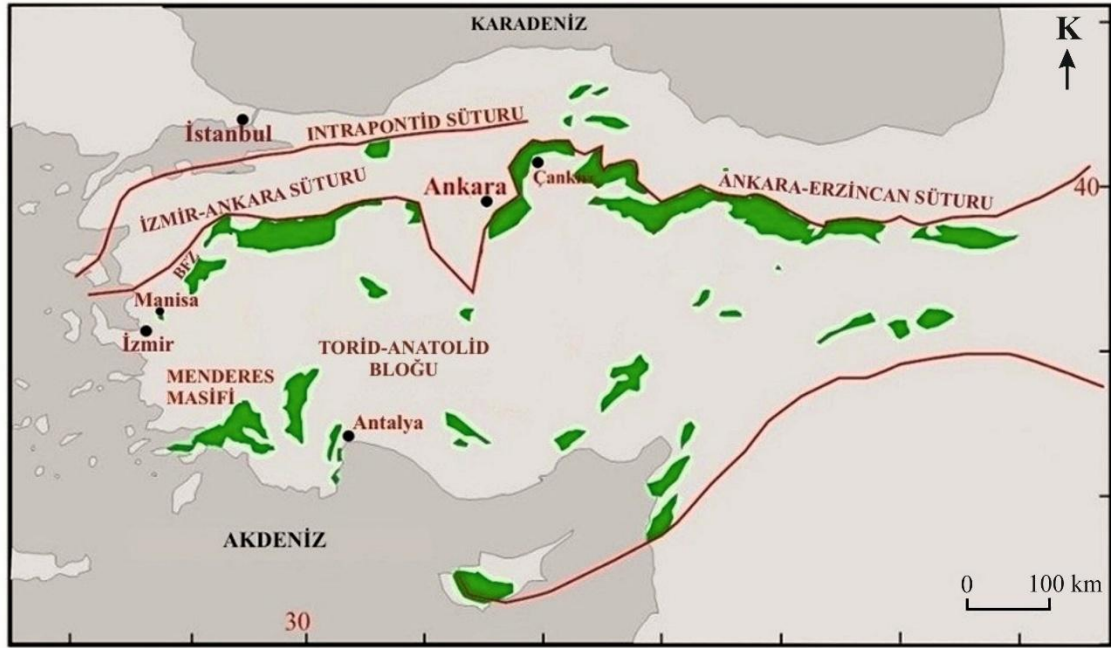 KARADENİZ
K
İstanbul
INTRAPONTİD SÜTURU
İZMİR-ANKARA SÜTURU
Ankara
Çankırı
ANKARA-ERZİNCAN SÜTURU
40
BFZ
Manisa
İzmir
TORİD-ANATOLİD
BLOĞU
MENDERES
MASİFİ
Antalya
AKDENİZ
0 100 km
30